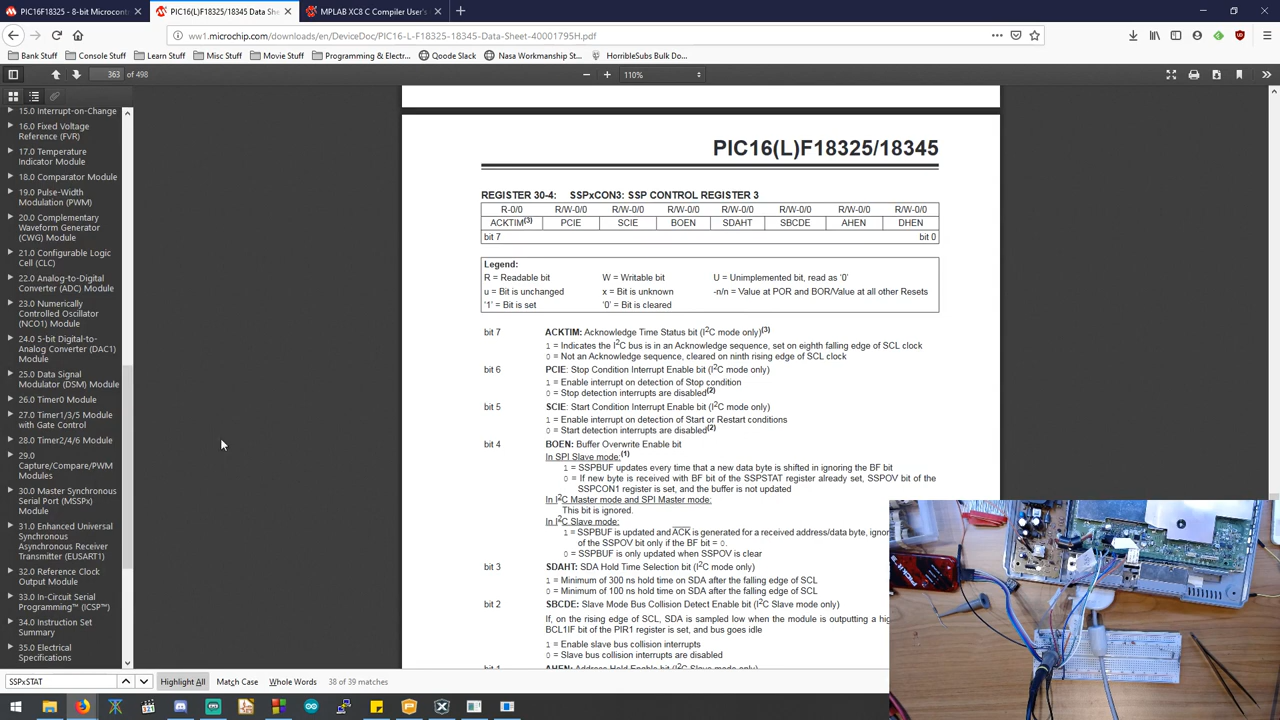 PIC16F18325 - 8-bit Microcont
PIC16(L)F18325/18345 Data She
MPLAB XC8 C Compiler User's
ww1.microchip.com/downloads/en/DeviceDoc/PIC-16-L-F18325-18345-Data-Sheet-40001795H.pdf
Bank Stuff
Console Stuff
Learn Stuff
Misc Stuff
Movie Stuff
Programming & Electr...
Qode Slack
Nasa Workmanship St...
HorribleSubs Bulk Do...
363 of 498
110%
15.0 Interrupt-on-Change
16.0 Fixed Voltage
Reference (FVR)
17.0 Temperature
Indicator Module
18.0 Comparator Module
19.0 Pulse-Width
Modulation (PWM)
20.0 Complementary
Waveform Generator
(CWG) Module
21.0 Configurable Logic
Cell (CLC)
22.0 Analog-to-Digital
Converter (ADC) Module
23.0 Numerically
Controlled Oscillator
(NCO1) Module
24.0 5-bit Digital-to-
Analog Converter (DAC1)
Module
25.0 Data Signal
Modulator (DSM) Module
26.0 Timer0 Module
27.0 Timer1/3/5 Module
with Gate Control
28.0 Timer2/4/6 Module
29.0
Capture/Compare/PWM
Modules
30.0 Master Synchronous
Serial Port (MSSPx)
Module
31.0 Enhanced Universal
Synchronous
Asynchronous Receiver
Transmitter (EUSART1)
32.0 Reference Clock
Output Module
33.0 In-Circuit Serial
Programming™ (ICSP™)
34.0 Instruction Set
Summary
35.0 Electrical
Specifications
PIC16(L)F18325/18345
REGISTER 30-4: SSPxCON3: SSP CONTROL REGISTER 3
R-0/0 R/W-0/0 R/W-0/0 R/W-0/0 R/W-0/0 R/W-0/0 R/W-0/0 R/W-0/0
ACKTIM(3) PCIE SCIE BOEN SDAHT SBCDE AHEN DHEN
bit 7 bit 0
Legend:
R = Readable bit W = Writable bit U = Unimplemented bit, read as '0'
u = Bit is unchanged x = Bit is unknown -n/n = Value at POR and BOR/Value at all other Resets
'1' = Bit is set '0' = Bit is cleared
bit 7 ACKTIM: Acknowledge Time Status bit (I2C mode only)(3)
1 = Indicates the I2C bus is in an Acknowledge sequence, set on eighth falling edge of SCL clock
0 = Not an Acknowledge sequence, cleared on ninth rising edge of SCL clock
bit 6 PCIE: Stop Condition Interrupt Enable bit (I2C mode only)
1 = Enable interrupt on detection of Stop condition
0 = Stop detection interrupts are disabled(2)
bit 5 SCIE: Start Condition Interrupt Enable bit (I2C mode only)
1 = Enable interrupt on detection of Start or Restart conditions
0 = Start detection interrupts are disabled(2)
bit 4 BOEN: Buffer Overwrite Enable bit
In SPI Slave mode:(1)
1 = SSPBUF updates every time that a new data byte is shifted in ignoring the BF bit
0 = If new byte is received with BF bit of the SSPSTAT register already set, SSPOV bit of the
SSPCON1 register is set, and the buffer is not updated
In I2C Master mode and SPI Master mode:
This bit is ignored.
In I2C Slave mode:
1 = SSPBUF is updated and ACK is generated for a received address/data byte, ignor
of the SSPOV bit only if the BF bit = 0.
0 = SSPBUF is only updated when SSPOV is clear
bit 3 SDAHT: SDA Hold Time Selection bit (I2C mode only)
1 = Minimum of 300 ns hold time on SDA after the falling edge of SCL
0 = Minimum of 100 ns hold time on SDA after the falling edge of SCL
bit 2 SBCDE: Slave Mode Bus Collision Detect Enable bit (I2C Slave mode only)
If, on the rising edge of SCL, SDA is sampled low when the module is outputting a hig
BCL1IF bit of the PIR1 register is set, and bus goes idle
1 = Enable slave bus collision interrupts
0 = Slave bus collision interrupts are disabled
bit 1 AHEN: Address Hold Enable bit (I2C Slave mode only)
SSPxSTAT
Highlight All
Match Case
Whole Words
38 of 39 matches